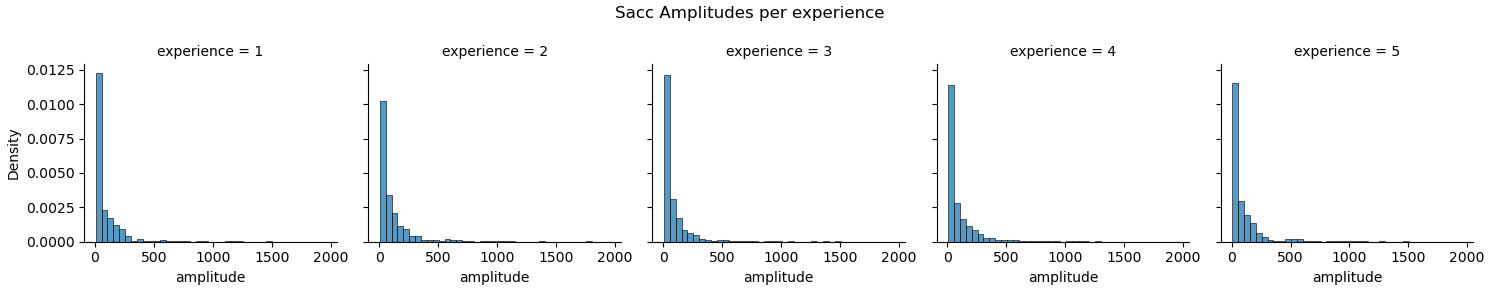 Sacc Amplitudes per experience
experience = 1
experience = 2
experience = 3
experience = 4
experience = 5
Density
0.0125
0.0100
0.0075
0.0050
0.0025
0.0000
0 500 1000 1500 2000
0 500 1000 1500 2000
0 500 1000 1500 2000
0 500 1000 1500 2000
0 500 1000 1500 2000
amplitude
amplitude
amplitude
amplitude
amplitude